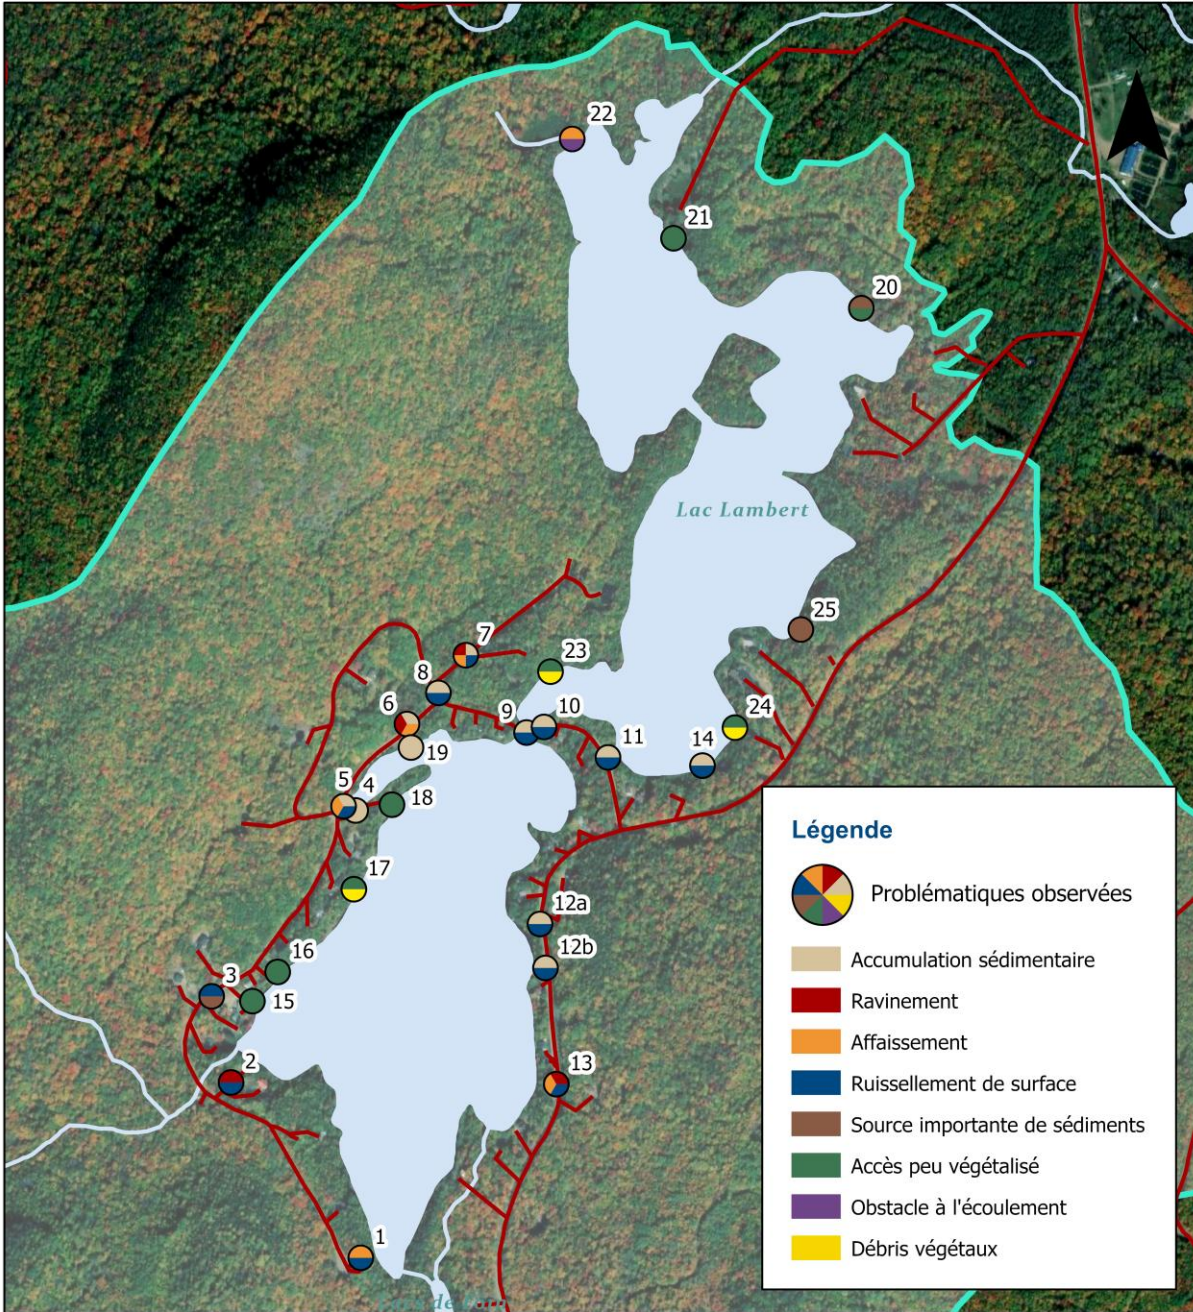 N
22
21
20
Lac Lambert
25
7
23
8
6
9
10
24
19
11
14
5
4
18
17
12a
12b
16
3
15
2
13
1
Légende
Problématiques observées
Accumulation sédimentaire
Ravinement
Affaissement
Ruissellement de surface
Source importante de sédiments
Accès peu végétalisé
Obstacle à l'écoulement
Débris végétaux